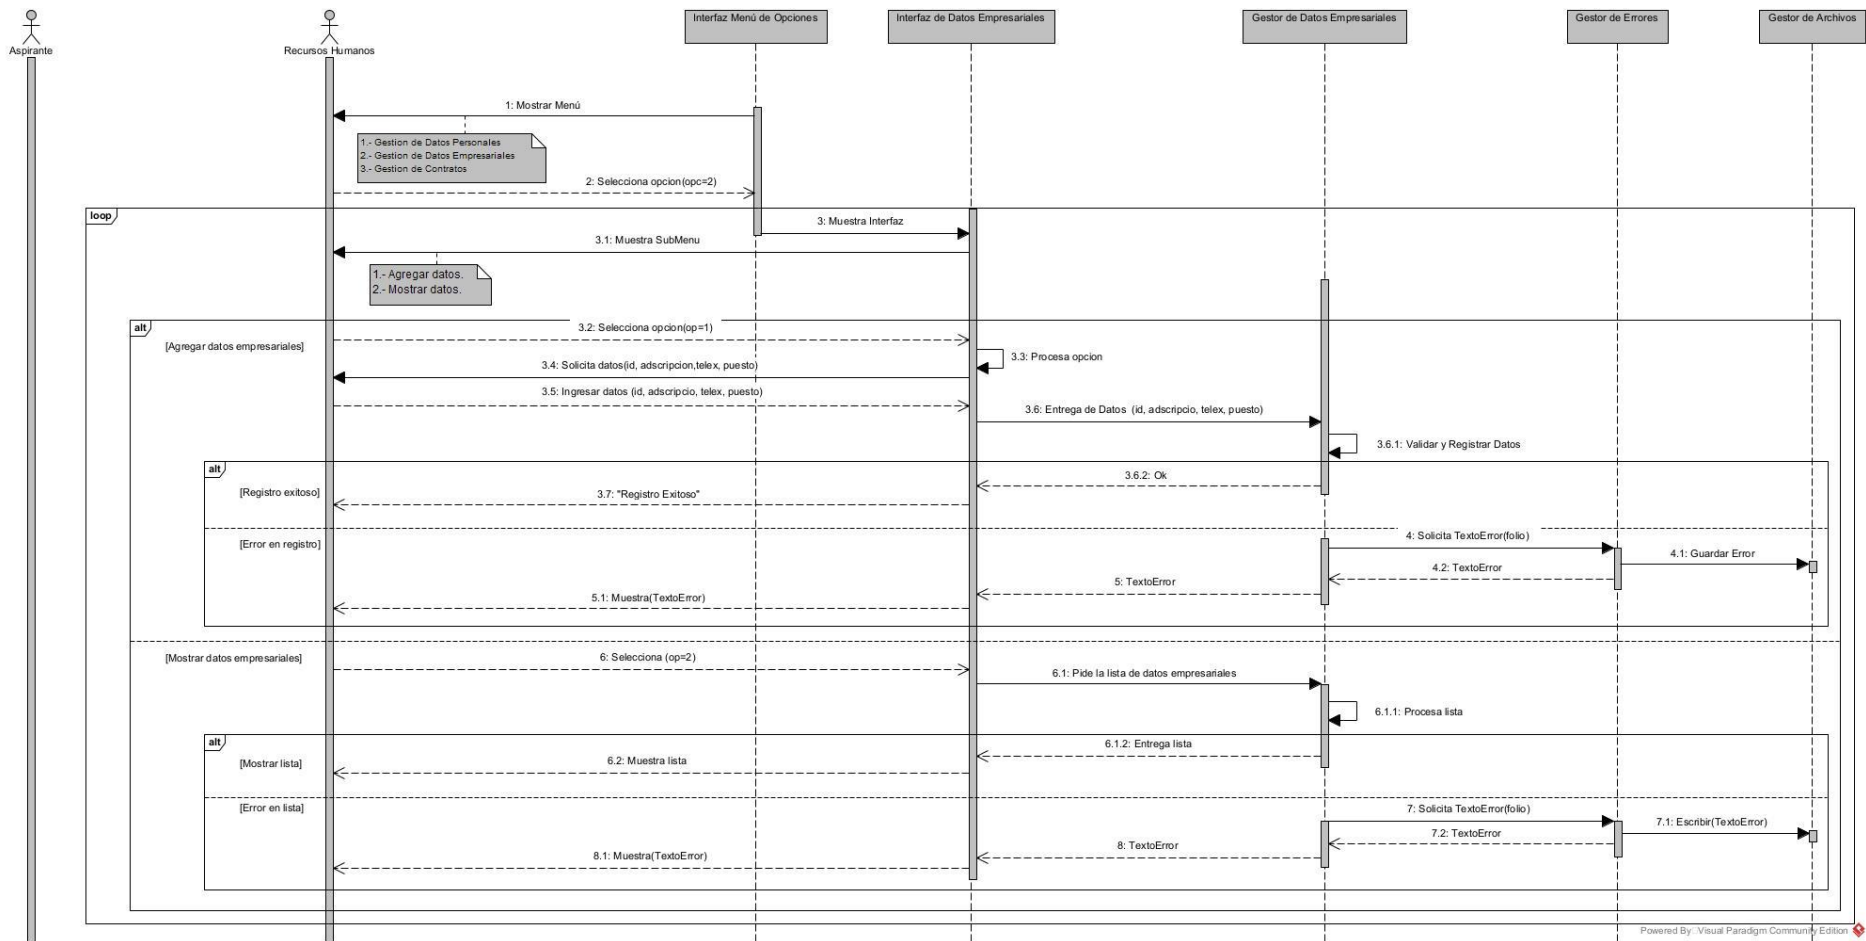 Interfaz Menú de Opciones
Interfaz de Datos Empresariales
Gestor de Datos Empresariales
Gestor de Errores
Gestor de Archivos
Aspirante
Recursos Humanos
1: Mostrar Menú
1.- Gestion de Datos Personales
2.- Gestion de Datos Empresariales
3.- Gestion de Contratos
2: Selecciona opcion(opc=2)
loop
3: Muestra Interfaz
3.1: Muestra SubMenu
1.- Agregar datos.
2.- Mostrar datos.
alt
3.2: Selecciona opcion(op=1)
[Agregar datos empresariales]
3.3: Procesa opcion
3.4: Solicita datos(id, adscripcion,telex, puesto)
3.5: Ingresar datos (id, adscripcio, telex, puesto)
3.6: Entrega de Datos (id, adscripcio, telex, puesto)
3.6.1: Validar y Registrar Datos
alt
3.6.2: Ok
[Registro exitoso]
3.7: "Registro Exitoso"
4: Solicita TextoError(folio)
[Error en registro]
4.1: Guardar Error
4.2: TextoError
5: TextoError
5.1: Muestra(TextoError)
[Mostrar datos empresariales]
6: Selecciona (op=2)
6.1: Pide la lista de datos empresariales
6.1.1: Procesa lista
alt
6.1.2: Entrega lista
[Mostrar lista]
6.2: Muestra lista
[Error en lista]
7: Solicita TextoError(folio)
7.1: Escribir(TextoError)
7.2: TextoError
8: TextoError
8.1: Muestra(TextoError)
Powered By Visual Paradigm Community Edition